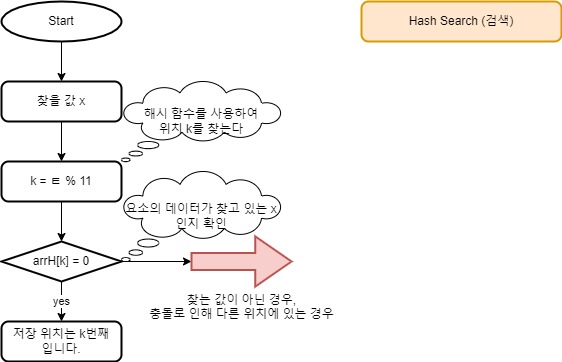 Start
Hash Search (검색)
찾을 값 x
해시 함수를 사용하여
위치 k를 찾는다
k = ㅌ % 11
요소의 데이터가 찾고 있는 x
인지 확인
arrH[k] = 0
찾는 값이 아닌 경우,
충돌로 인해 다른 위치에 있는 경우
yes
저장 위치는 k번째
입니다.